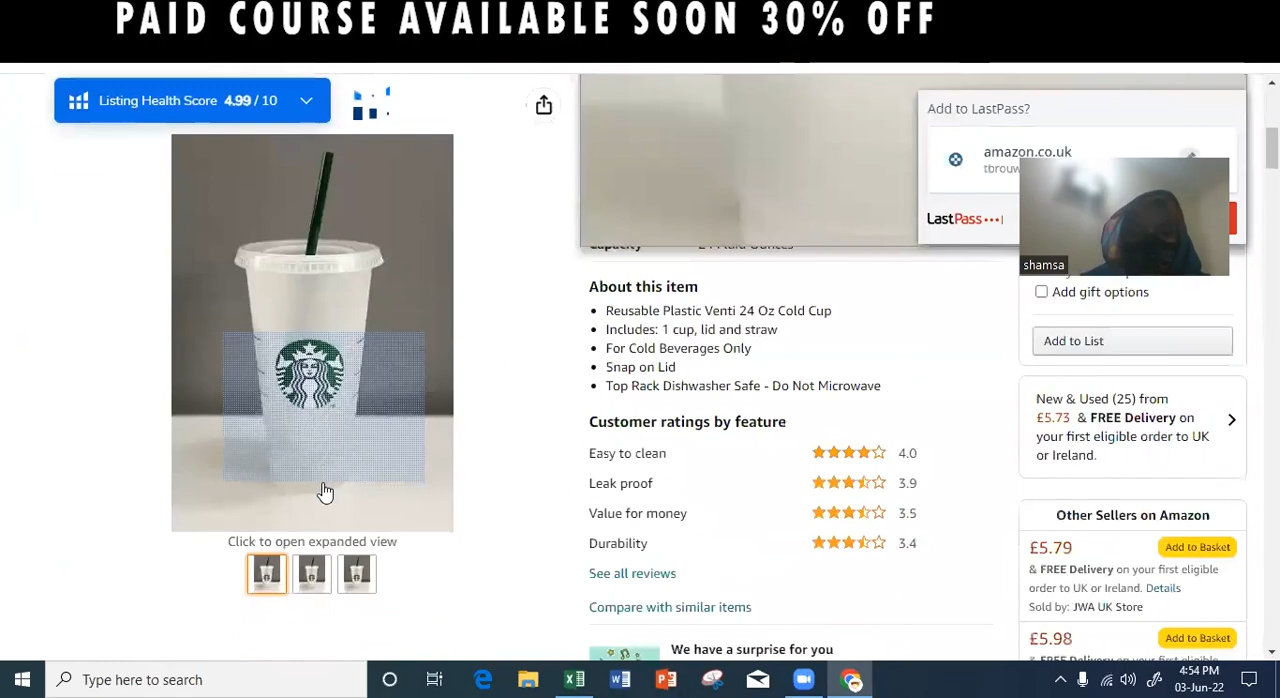 PAID COURSE AVAILABLE SOON 30% OFF
Listing Health Score 4.99 / 10
Add to LastPass?
amazon.co.uk
LastPass
shamsa
About this item
Reusable Plastic Venti 24 Oz Cold Cup
Includes: 1 cup, lid and straw
For Cold Beverages Only
Snap on Lid
Top Rack Dishwasher Safe - Do Not Microwave
Customer ratings by feature
Easy to clean 4.0
Leak proof 3.9
Value for money 3.5
Durability 3.4
See all reviews
Compare with similar items
We have a surprise for you
Click to open expanded view
Add gift options
Add to List
New & Used (25) from
£5.73 & FREE Delivery on
your first eligible order to UK
or Ireland.
Other Sellers on Amazon
£5.79 Add to Basket
& FREE Delivery on your first eligible
order to UK or Ireland. Details
Sold by: JWA UK Store
£5.98 Add to Basket
Type here to search
4:54 PM
03-Jun-22